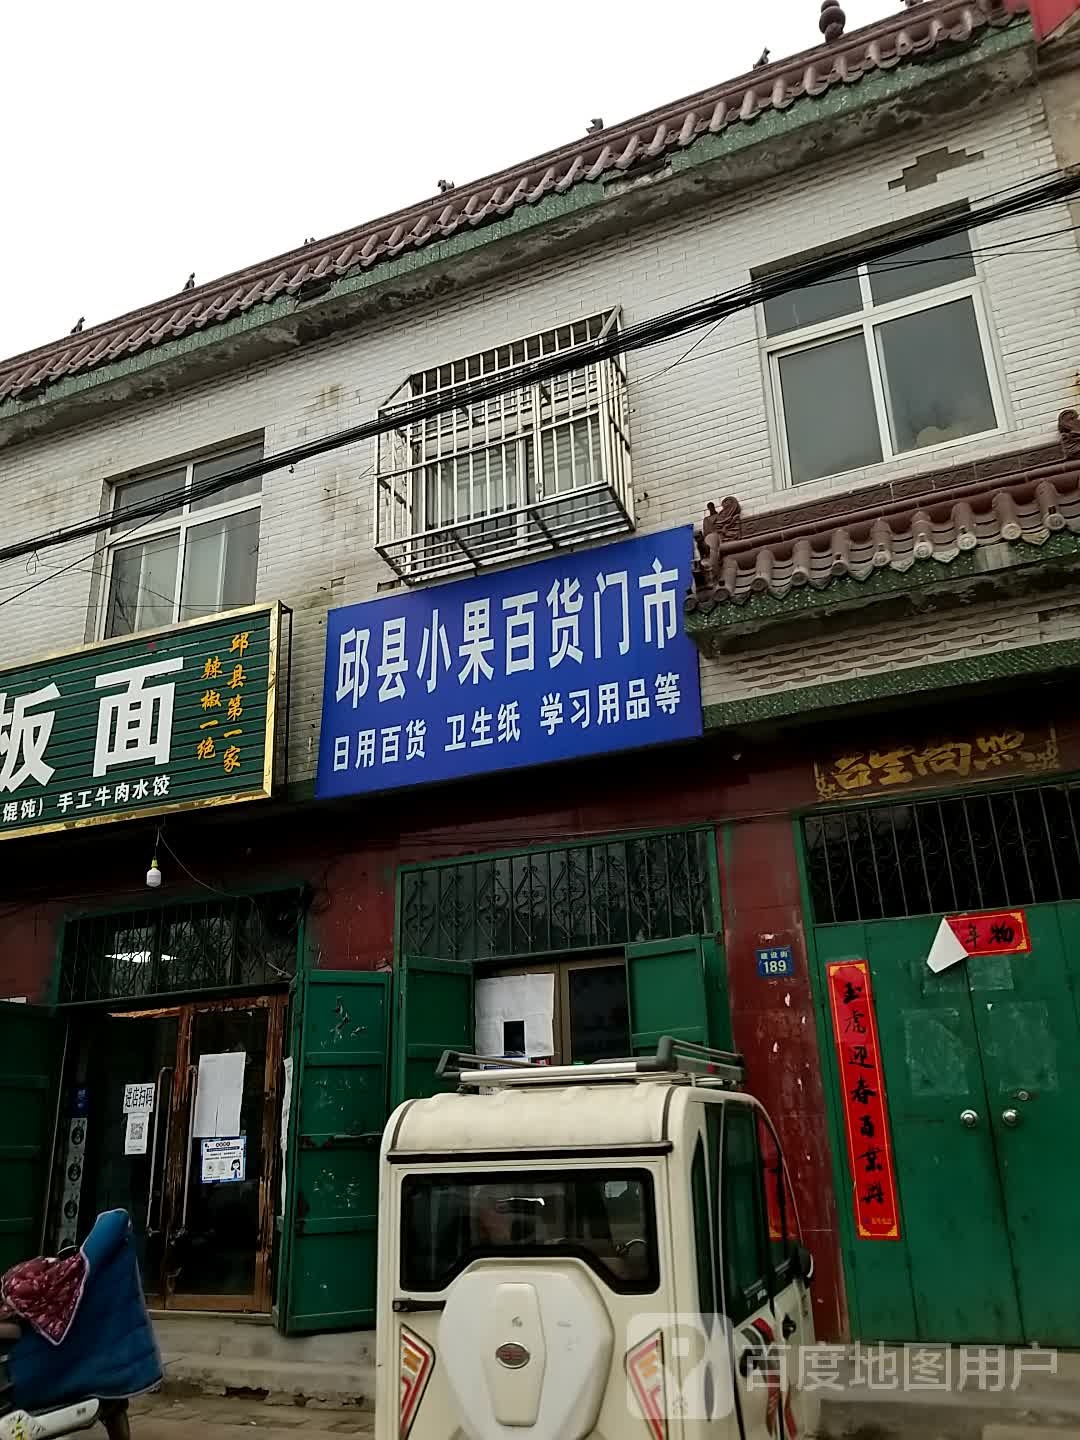 邱县小果百货门市
日用百货 卫生纸 学习用品等
板面
邱县第一家
辣椒一绝
馄饨）手工牛肉水饺
建设街
189
年物
玉虎迎春百业兴
进店扫码
百度地图用户